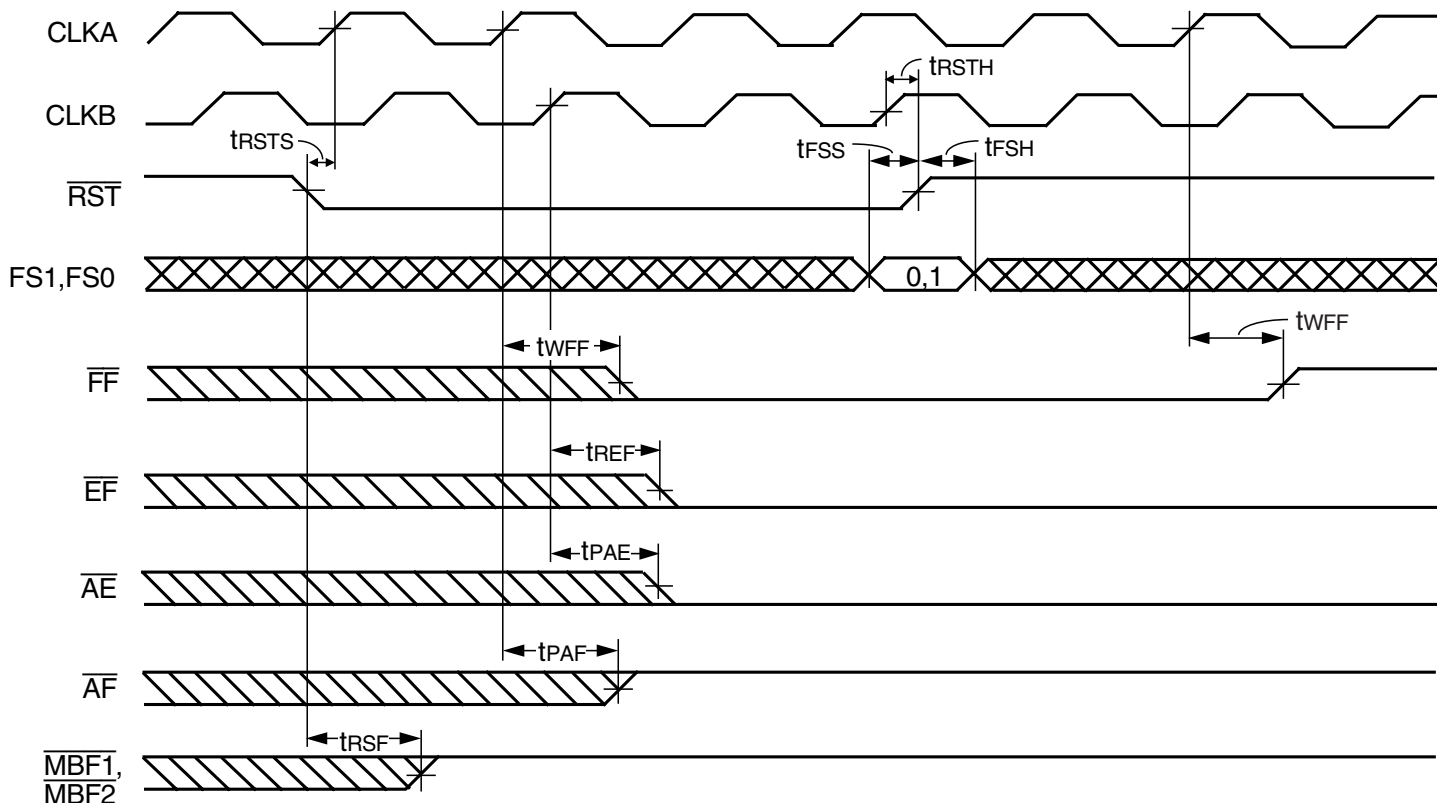 CLKA
tRSTH
CLKB
tRSTS
tFSS
tFSH
RST
FS1,FS0
0,1
tWFF
tWFF
FF
tREF
EF
tPAE
AE
tPAF
AF
tRSF
MBF1,
MBF2